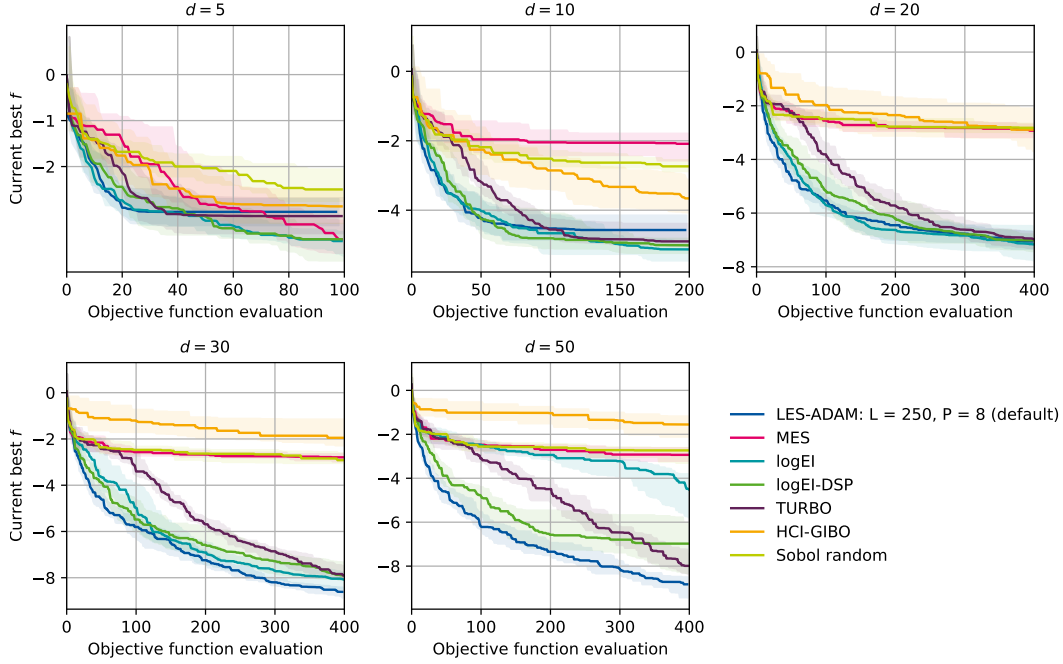 d = 5
d = 10
d = 20
Current best f
0
−1
−2
0 20 40 60 80 100
Objective function evaluation
0
−2
−4
0 50 100 150 200
Objective function evaluation
0
−2
−4
−6
−8
0 100 200 300 400
Objective function evaluation
d = 30
d = 50
Current best f
0
−2
−4
−6
−8
0 100 200 300 400
Objective function evaluation
0
−2
−4
−6
−8
0 100 200 300 400
Objective function evaluation
LES-ADAM: L = 250, P = 8 (default)
MES
logEI
logEI-DSP
TURBO
HCI-GIBO
Sobol random